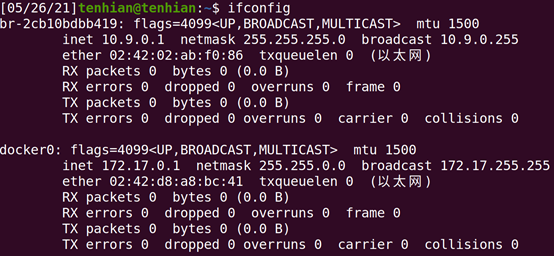 [05/26/21]tenhian@tenhian:~$ ifconfig
br-2cb10bdbb419: flags=4099<UP,BROADCAST,MULTICAST>  mtu 1500
        inet 10.9.0.1  netmask 255.255.255.0  broadcast 10.9.0.255
        ether 02:42:02:ab:f0:86  txqueuelen 0  (以太网)
        RX packets 0  bytes 0 (0.0 B)
        RX errors 0  dropped 0  overruns 0  frame 0
        TX packets 0  bytes 0 (0.0 B)
        TX errors 0  dropped 0 overruns 0  carrier 0  collisions 0

docker0: flags=4099<UP,BROADCAST,MULTICAST>  mtu 1500
        inet 172.17.0.1  netmask 255.255.0.0  broadcast 172.17.255.255
        ether 02:42:d8:a8:bc:41  txqueuelen 0  (以太网)
        RX packets 0  bytes 0 (0.0 B)
        RX errors 0  dropped 0  overruns 0  frame 0
        TX packets 0  bytes 0 (0.0 B)
        TX errors 0  dropped 0 overruns 0  carrier 0  collisions 0